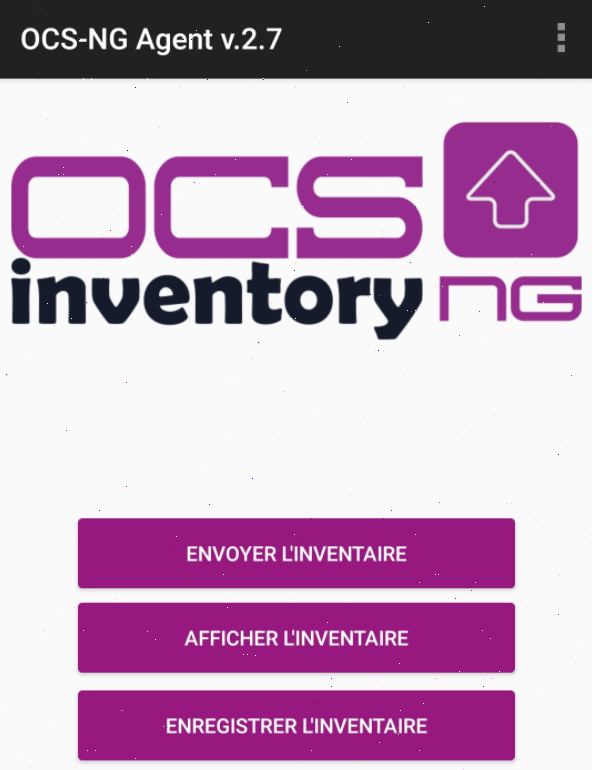 OCS-NG Agent v.2.7
OCS
inventory NG
ENVOYER L'INVENTAIRE
AFFICHER L'INVENTAIRE
ENREGISTRER L'INVENTAIRE